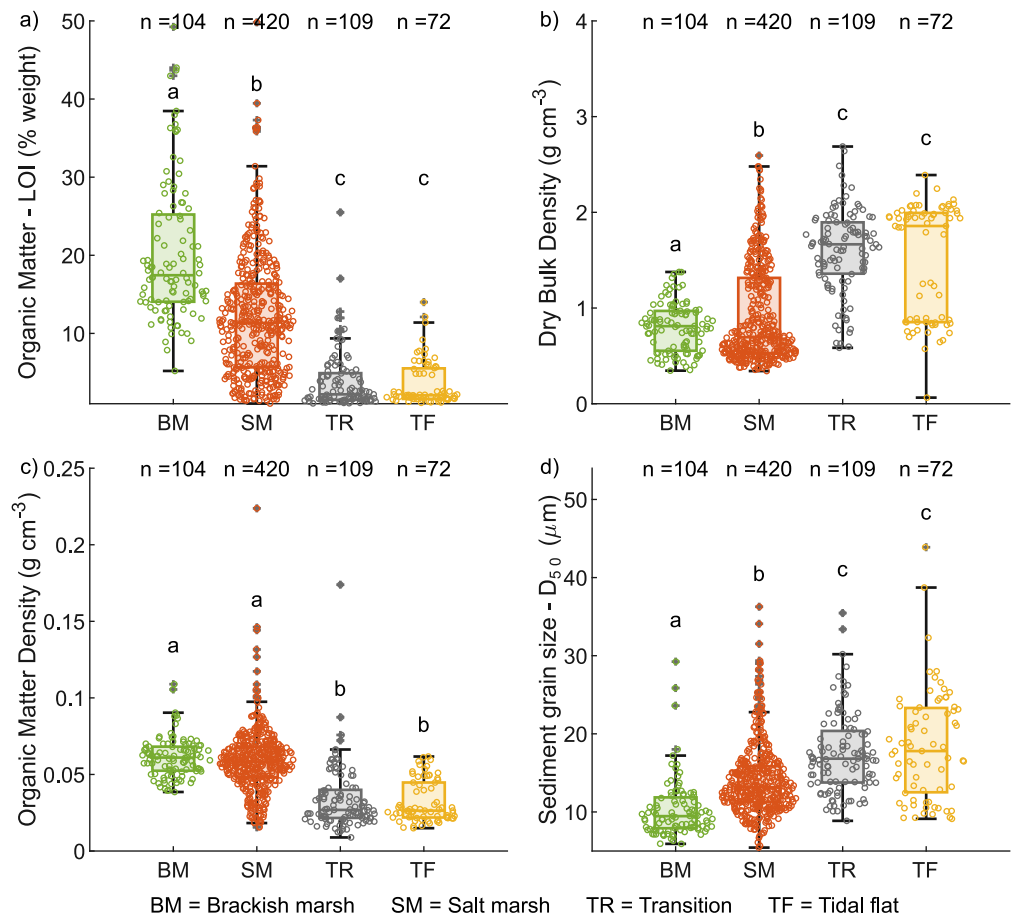 a)
n =104 n =420 n =109 n =72
Organic Matter - LOI (% weight)
50
40
30
20
10
a b c c
BM SM TR TF
b)
n =104 n =420 n =109 n =72
Dry Bulk Density (g cm⁻³)
4
3
2
1
0
a b c c
BM SM TR TF
c)
n =104 n =420 n =109 n =72
Organic Matter Density (g cm⁻³)
0.25
0.2
0.15
0.1
0.05
0
a a b b
BM SM TR TF
d)
n =104 n =420 n =109 n =72
Sediment grain size - D₅₀ (μm)
50
40
30
20
10
a b c c
BM SM TR TF
BM = Brackish marsh SM = Salt marsh TR = Transition TF = Tidal flat